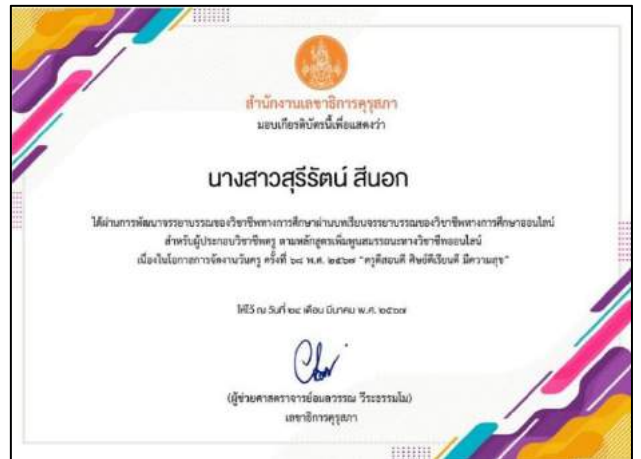 สำนักงานเลขาธิการคุรุสภา
มอบเกียรติบัตรนี้เพื่อแสดงว่า
นางสาวสุรีรัตน์ สีนอก
ได้ผ่านการพัฒนาจรรยาบรรณของวิชาชีพทางการศึกษาผ่านบทเรียนจรรยาบรรณของวิชาชีพทางการศึกษาออนไลน์
สำหรับผู้ประกอบวิชาชีพครู ตามหลักสูตรเพิ่มพูนสมรรถนะทางวิชาชีพออนไลน์
เนื่องในโอกาสการจัดงานวันครู ครั้งที่ ๖๘ พ.ศ. ๒๕๖๗ "ครูดีสอนดี ศิษย์ดีเรียนดี มีความสุข"
ให้ไว้ ณ วันที่ เดือน มีนาคม พ.ศ. ๒๕๖๗
(ผู้ช่วยศาสตราจารย์อมลวรรณ วีระธรรมโม)
เลขาธิการคุรุสภา